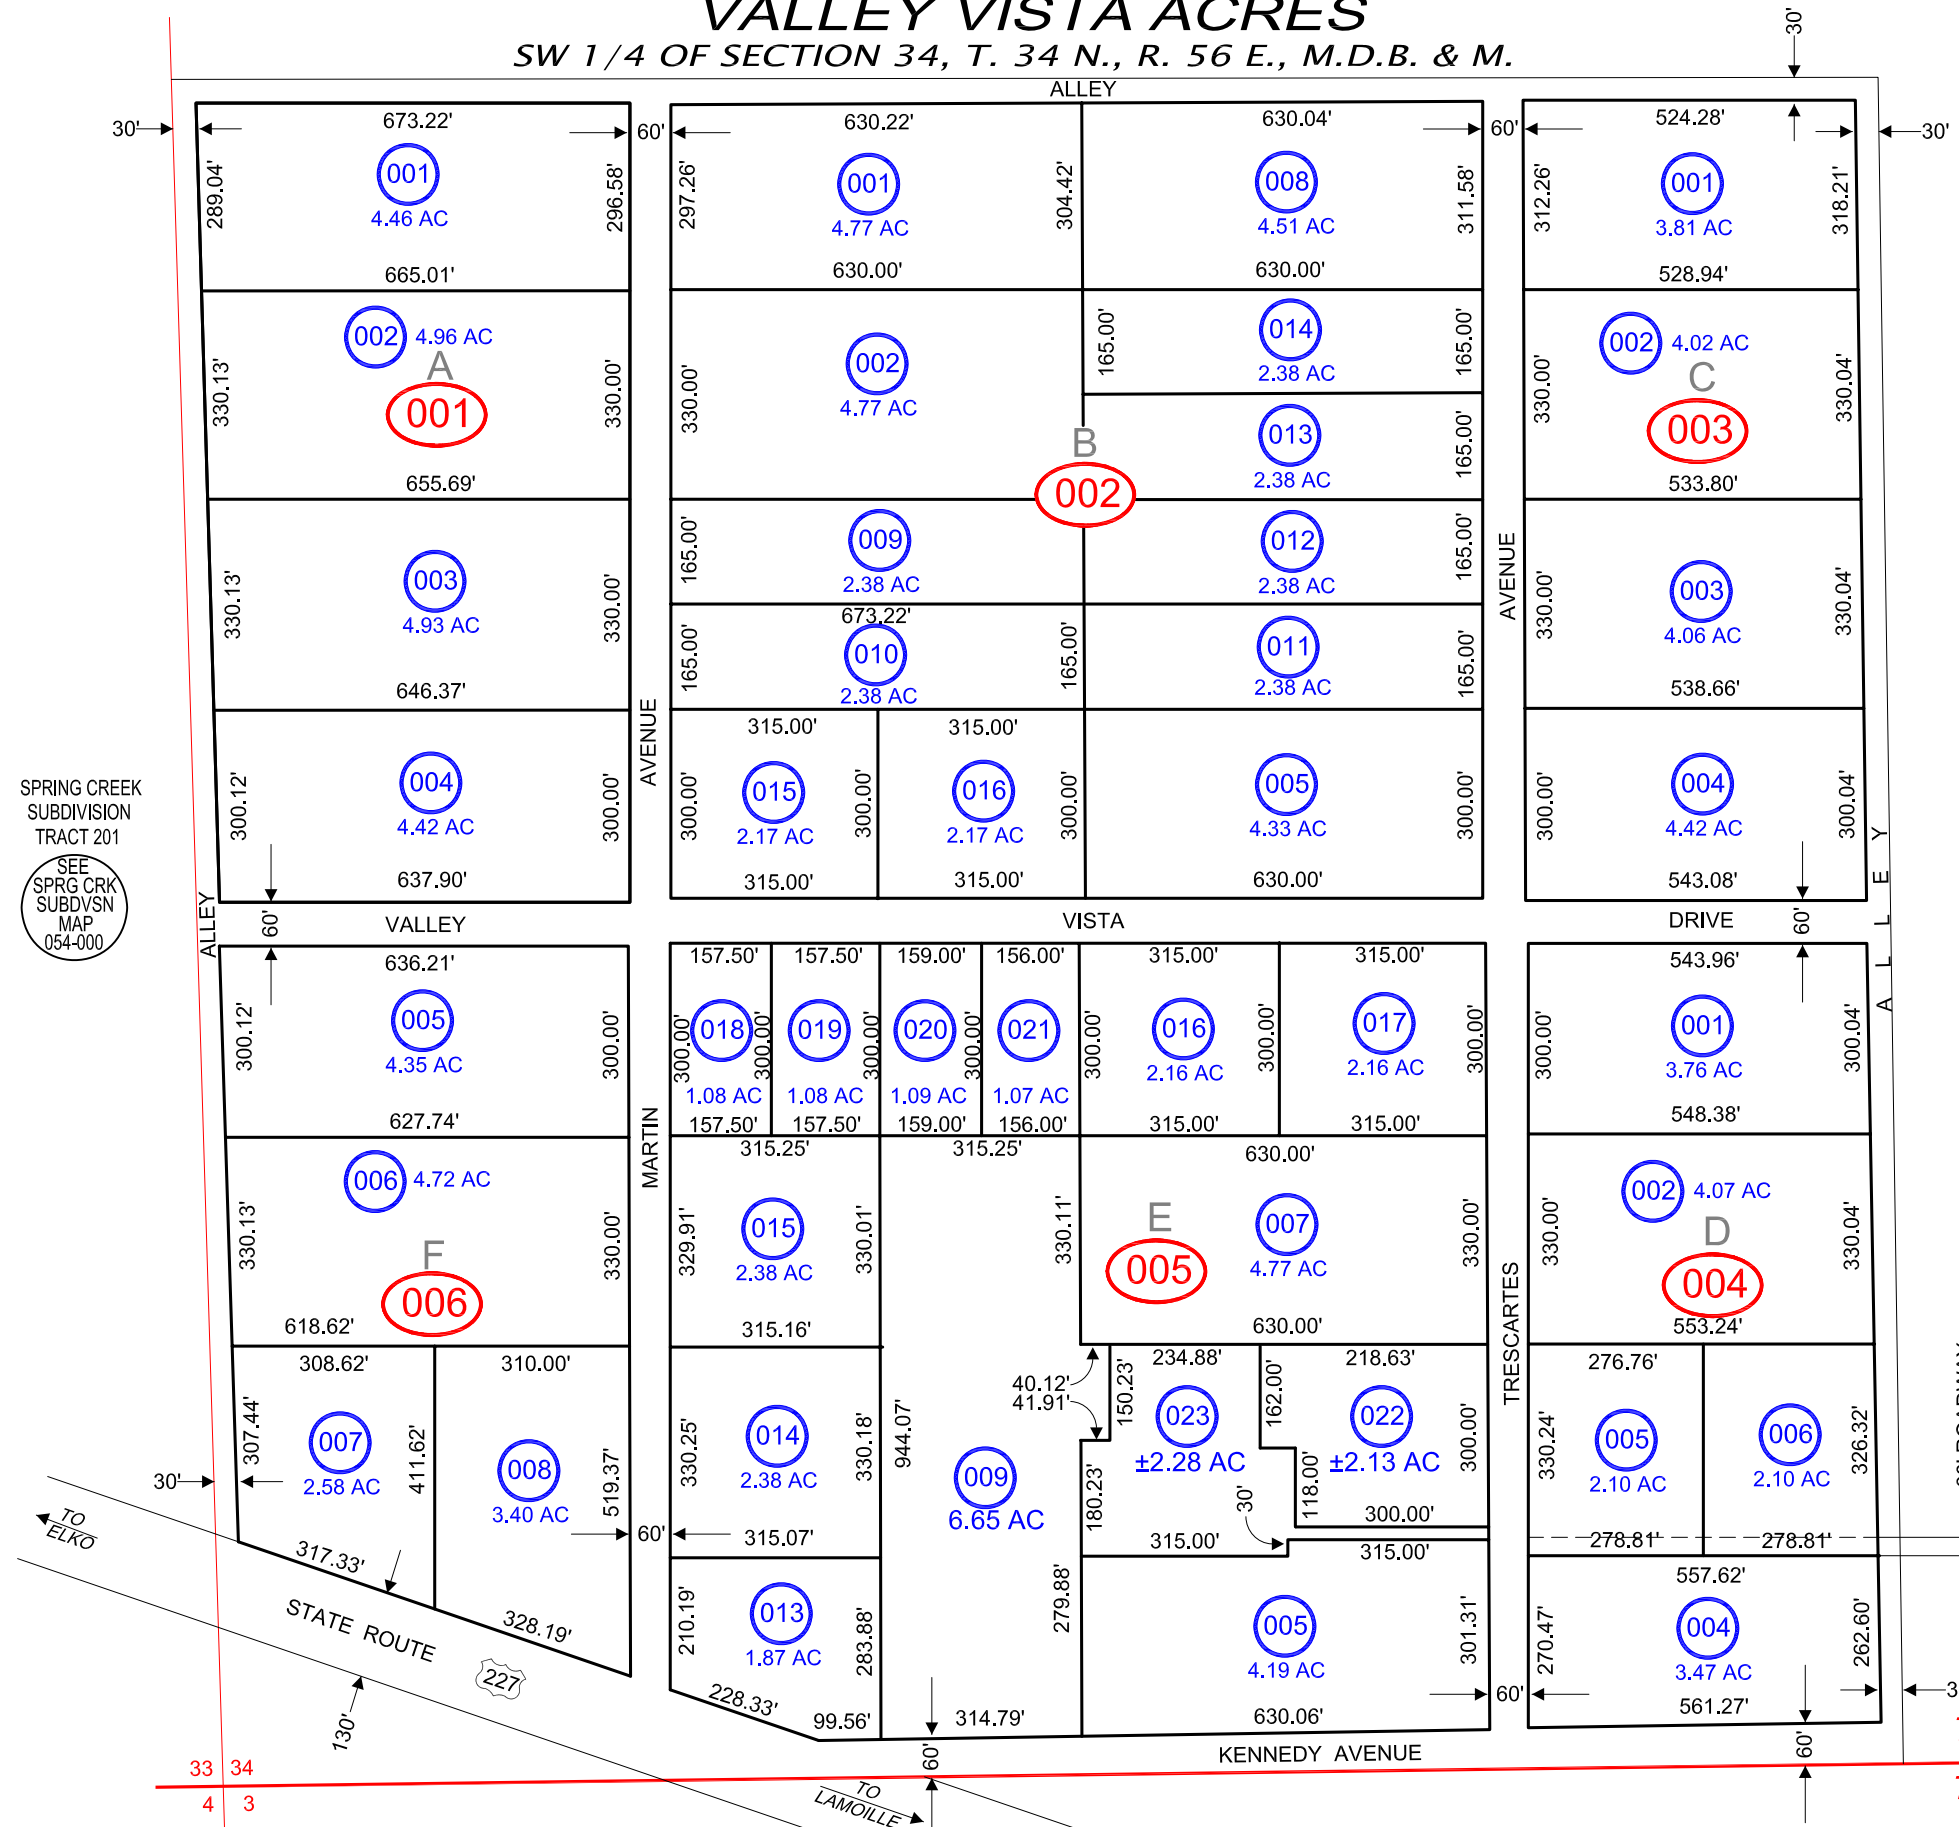 VALLEY VISTA ACRES
SW 1/4 OF SECTION 34, T. 34 N., R. 56 E., M.D.B. & M.
30'
ALLEY
30'
60'
60'
30'
673.22'
289.04'
001
4.46 AC
296.58'
665.01'
002
4.96 AC
A
001
330.13'
330.00'
655.69'
003
4.93 AC
330.13'
330.00'
646.37'
004
4.42 AC
300.12'
300.00'
637.90'
630.22'
297.26'
001
4.77 AC
304.42'
630.00'
630.04'
008
4.51 AC
311.58'
630.00'
002
4.77 AC
330.00'
165.00'
014
2.38 AC
165.00'
B
002
013
2.38 AC
165.00'
165.00'
009
2.38 AC
012
2.38 AC
165.00'
673.22'
165.00'
010
2.38 AC
165.00'
011
2.38 AC
165.00'
315.00'
315.00'
300.00'
015
2.17 AC
300.00'
016
2.17 AC
300.00'
005
4.33 AC
300.00'
315.00'
315.00'
630.00'
524.28'
312.26'
001
3.81 AC
318.21'
528.94'
002
4.02 AC
C
003
330.00'
330.04'
533.80'
330.00'
003
4.06 AC
330.04'
538.66'
300.00'
004
4.42 AC
300.04'
543.08'
AVENUE
AVENUE
SPRING CREEK
SUBDIVISION
TRACT 201
SEE
SPRG CRK
SUBDVSN
MAP
054-000
ALLEY
60'
VALLEY
VISTA
DRIVE
60'
ALLEY
636.21'
300.12'
005
4.35 AC
300.00'
627.74'
006
4.72 AC
F
006
330.13'
330.00'
618.62'
308.62'
310.00'
307.44'
007
2.58 AC
411.62'
008
3.40 AC
519.37'
317.33'
328.19'
30'
60'
MARTIN
157.50'
157.50'
159.00'
156.00'
315.00'
315.00'
300.00'
018
300.00'
019
300.00'
020
300.00'
021
300.00'
016
2.16 AC
300.00'
017
2.16 AC
300.00'
1.08 AC
1.08 AC
1.09 AC
1.07 AC
157.50'
157.50'
159.00'
156.00'
315.00'
315.00'
315.25'
315.25'
630.00'
329.91'
015
2.38 AC
330.01'
330.11'
E
005
007
4.77 AC
330.00'
315.16'
630.00'
40.12'
41.91'
150.23'
234.88'
023
±2.28 AC
162.00'
218.63'
022
±2.13 AC
300.00'
330.25'
014
2.38 AC
330.18'
944.07'
009
6.65 AC
180.23'
30'
118.00'
300.00'
315.07'
315.00'
315.00'
210.19'
013
1.87 AC
283.88'
279.88'
005
4.19 AC
301.31'
228.33'
99.56'
314.79'
630.06'
TRESCARTES
543.96'
300.00'
001
3.76 AC
300.04'
548.38'
002
4.07 AC
D
004
330.00'
330.04'
553.24'
276.76'
330.24'
005
2.10 AC
006
2.10 AC
326.32'
278.81'
278.81'
557.62'
270.47'
004
3.47 AC
262.60'
561.27'
60'
60'
60'
TO
ELKO
STATE ROUTE
227
130'
TO
LAMOILLE
KENNEDY AVENUE
33 34
4 3